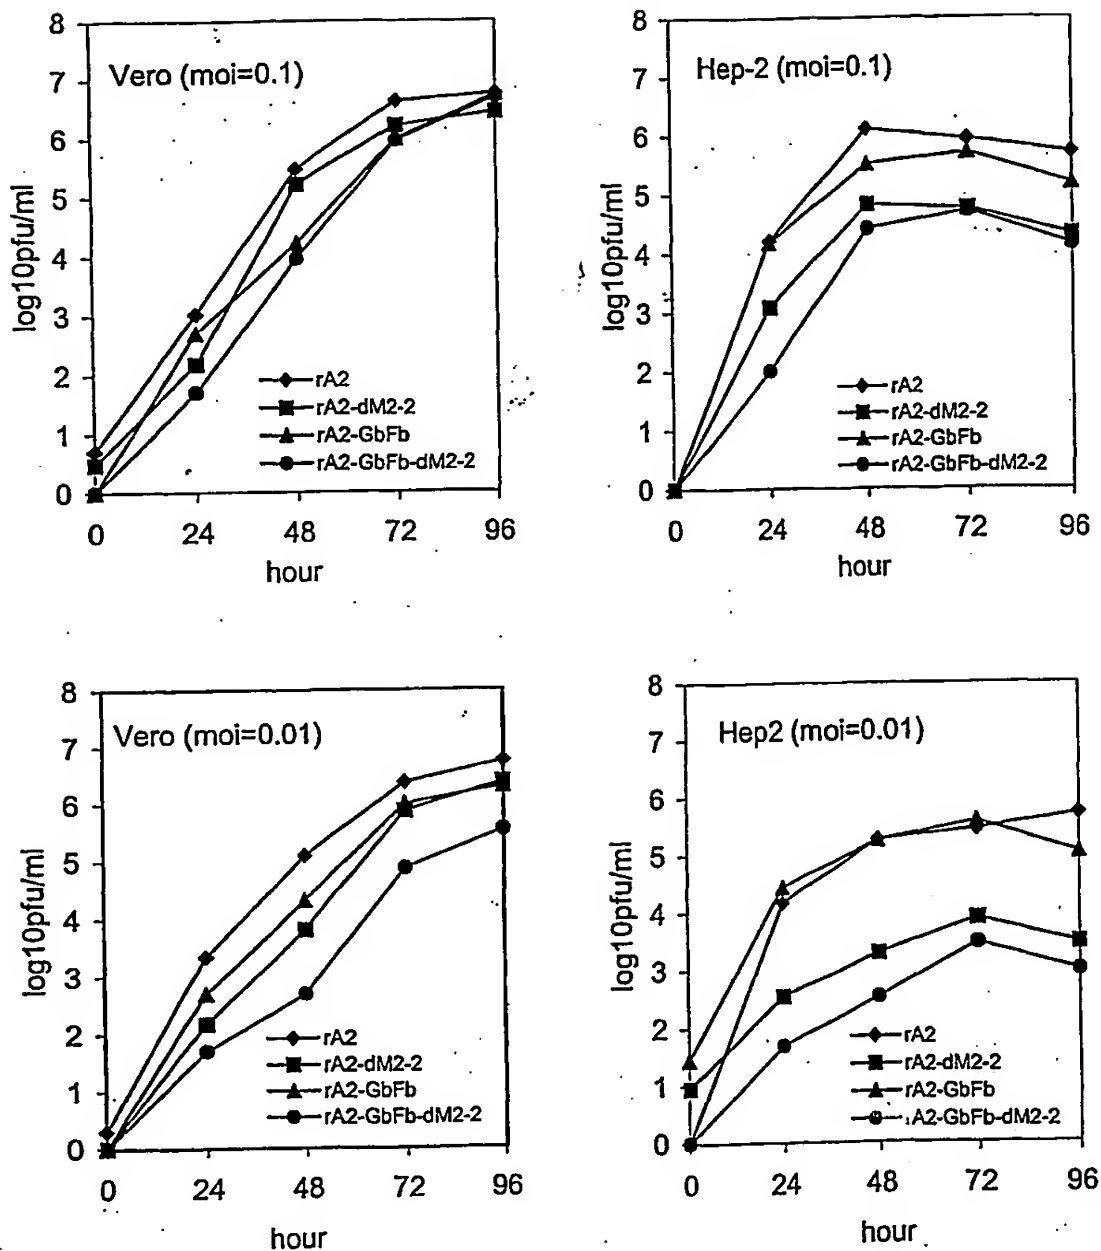 8
7
6
5
4
3
2
1
0
log10pfu/ml
Vero (moi=0.1)
rA2
rA2-dM2-2
rA2-GbFb
rA2-GbFb-dM2-2
0 24 48 72 96
hour
8
7
6
5
4
3
2
1
0
log10pfu/ml
Hep-2 (moi=0.1)
rA2
rA2-dM2-2
rA2-GbFb
rA2-GbFb-dM2-2
0 24 48 72 96
hour
8
7
6
5
4
3
2
1
0
log10pfu/ml
Vero (moi=0.01)
rA2
rA2-dM2-2
rA2-GbFb
rA2-GbFb-dM2-2
0 24 48 72 96
hour
8
7
6
5
4
3
2
1
0
log10pfu/ml
Hep2 (moi=0.01)
rA2
rA2-dM2-2
rA2-GbFb
rA2-GbFb-dM2-2
0 24 48 72 96
hour